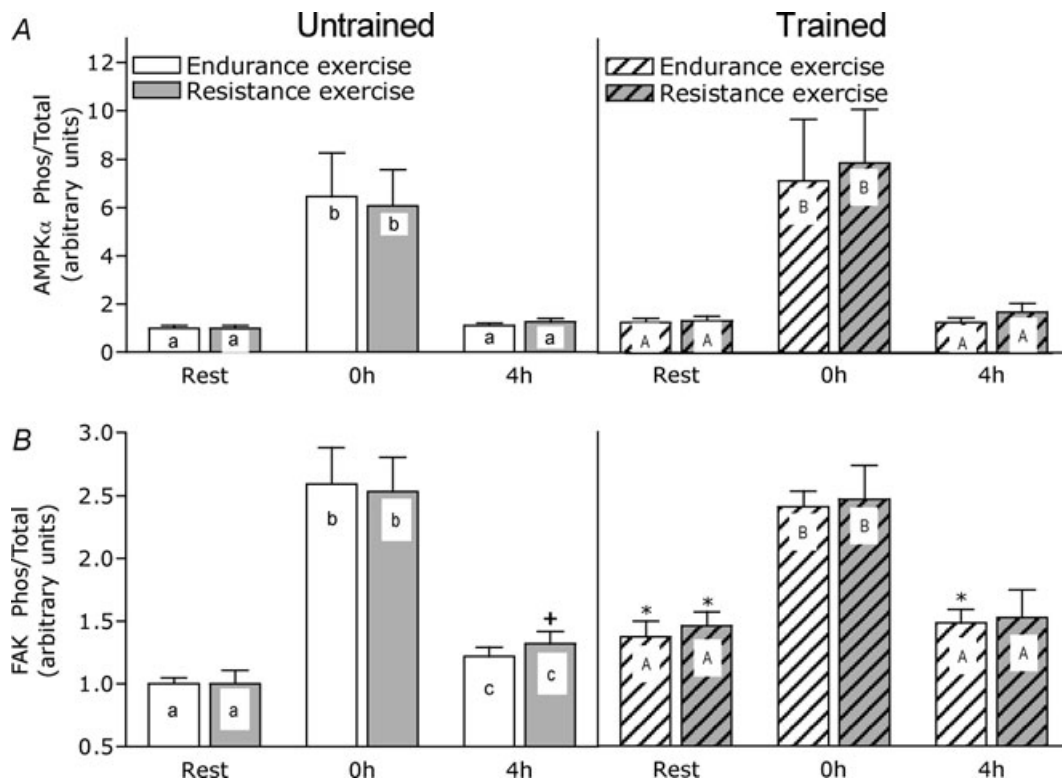 A
Untrained
Trained
AMPKα Phos/Total
(arbitrary units)
12
10
8
6
4
2
0
Endurance exercise
Resistance exercise
Endurance exercise
Resistance exercise
a a b b a a A A B B A A
Rest 0h 4h Rest 0h 4h
B
FAK Phos/Total
(arbitrary units)
3.0
2.5
2.0
1.5
1.0
0.5
+ * * *
a a b b c c A A B B A A
Rest 0h 4h Rest 0h 4h